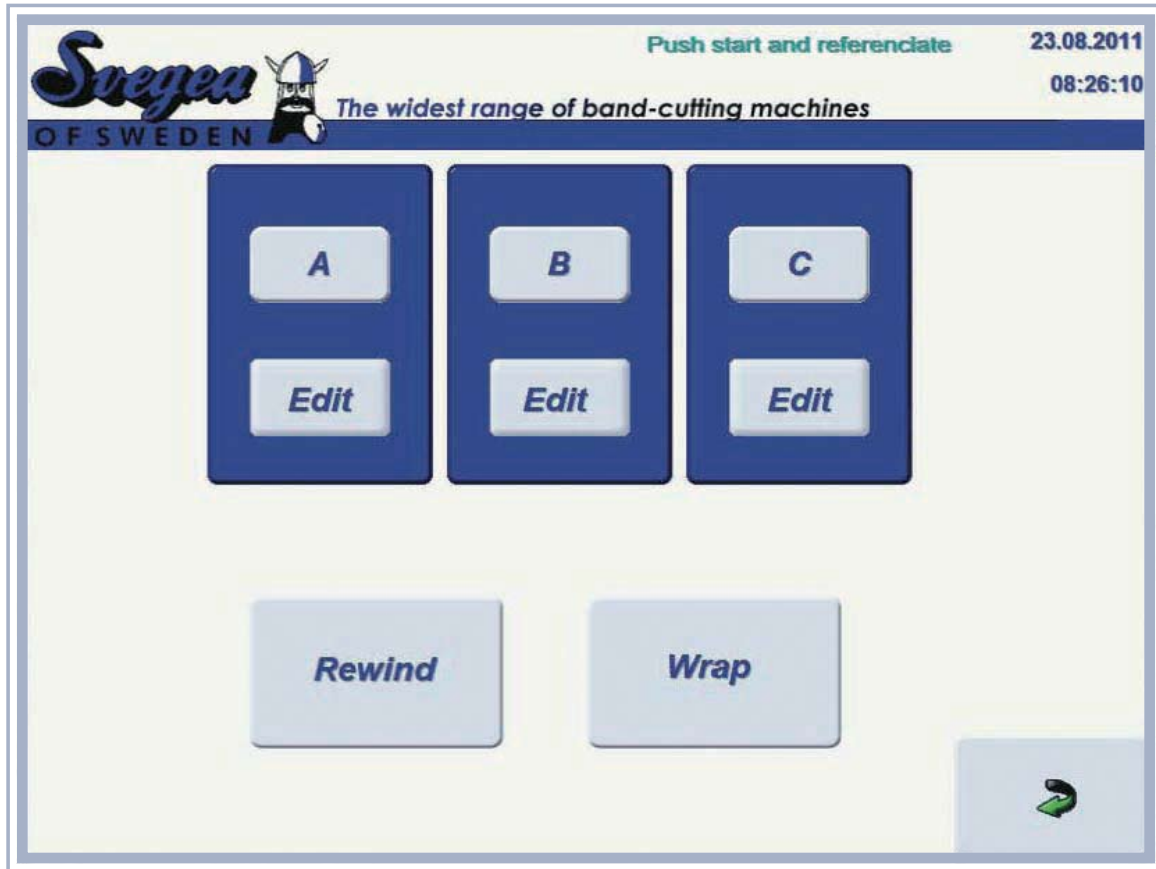 Svegea
OF SWEDEN
The widest range of band-cutting machines
Push start and referenciate
23.08.2011
08:26:10
A
B
C
Edit
Edit
Edit
Rewind
Wrap